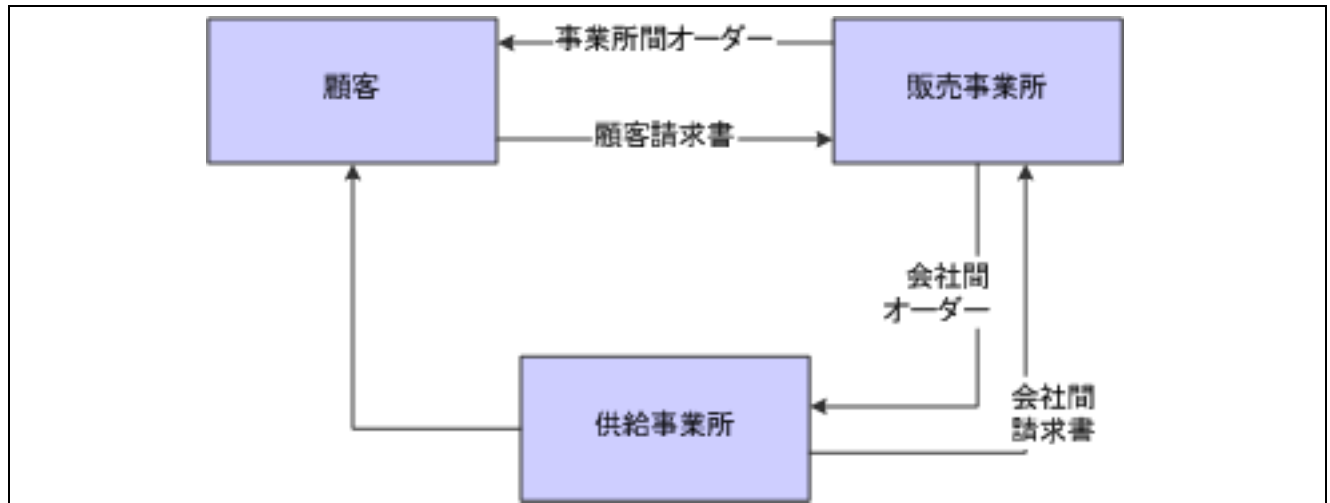 事業所間オーダー
顧客
販売事業所
顧客請求書
会社間
オーダー
会社間
請求書
供給事業所